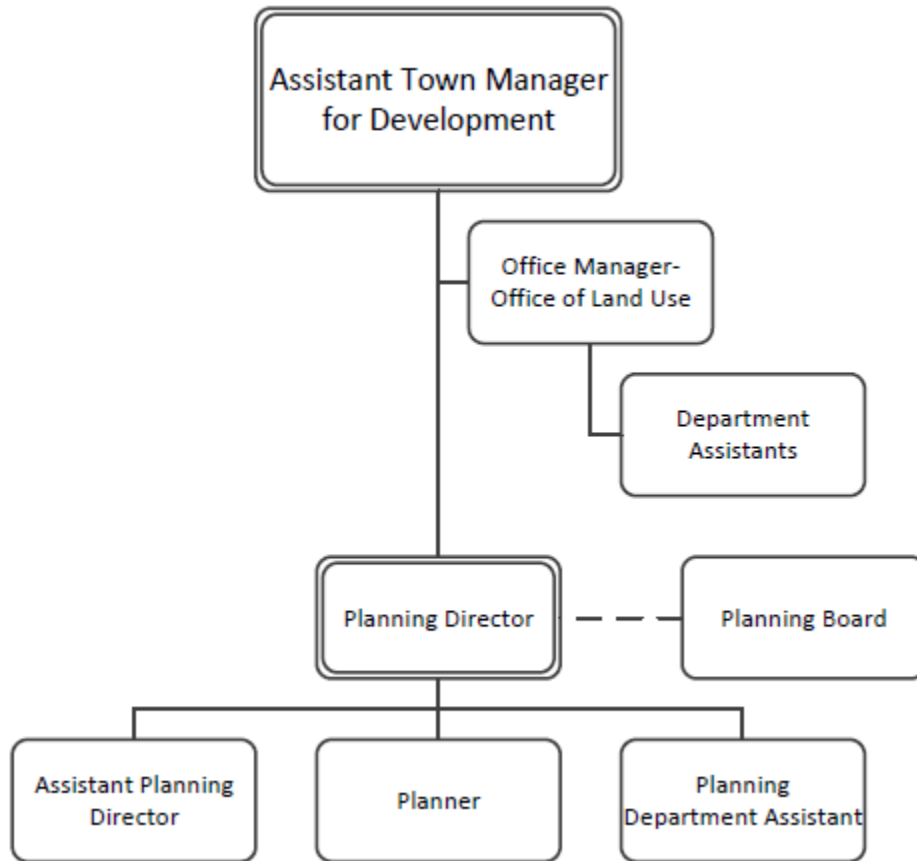 Assistant Town Manager
for Development
Office Manager-
Office of Land Use
Department
Assistants
Planning Director
Planning Board
Assistant Planning
Director
Planner
Planning
Department Assistant